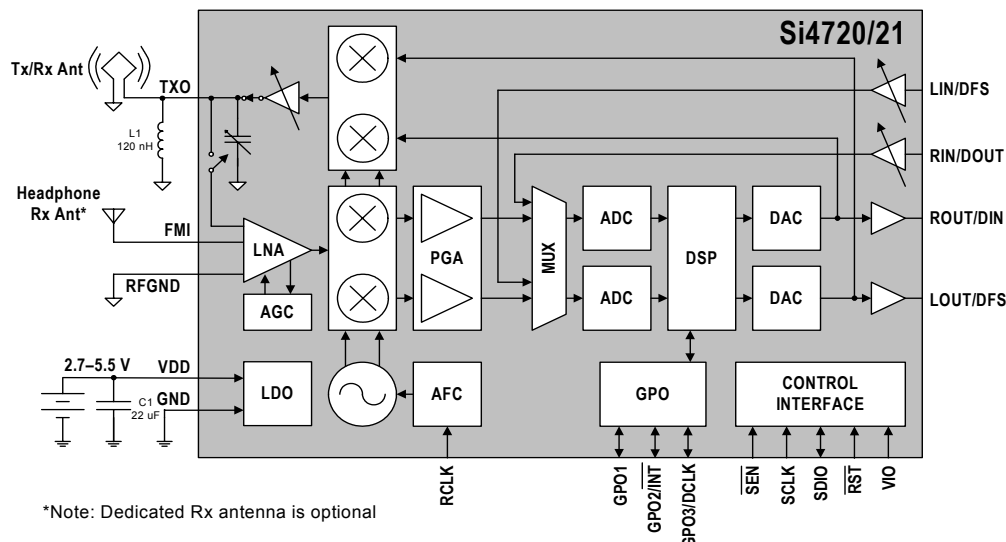 Si4720/21
Tx/Rx Ant
TXO
LIN/DFS
L1
120 nH
RIN/DOUT
Headphone
Rx Ant*
FMI
LNA
RFGND
AGC
PGA
MUX
ADC
ADC
DSP
DAC
DAC
ROUT/DIN
LOUT/DFS
2.7–5.5 V
VDD
C1
22 uF
GND
LDO
AFC
GPO
CONTROL
INTERFACE
RCLK
GPO1
GPO2/INT
GPO3/DCLK
SEN
SCLK
SDIO
RST
VIO
*Note: Dedicated Rx antenna is optional